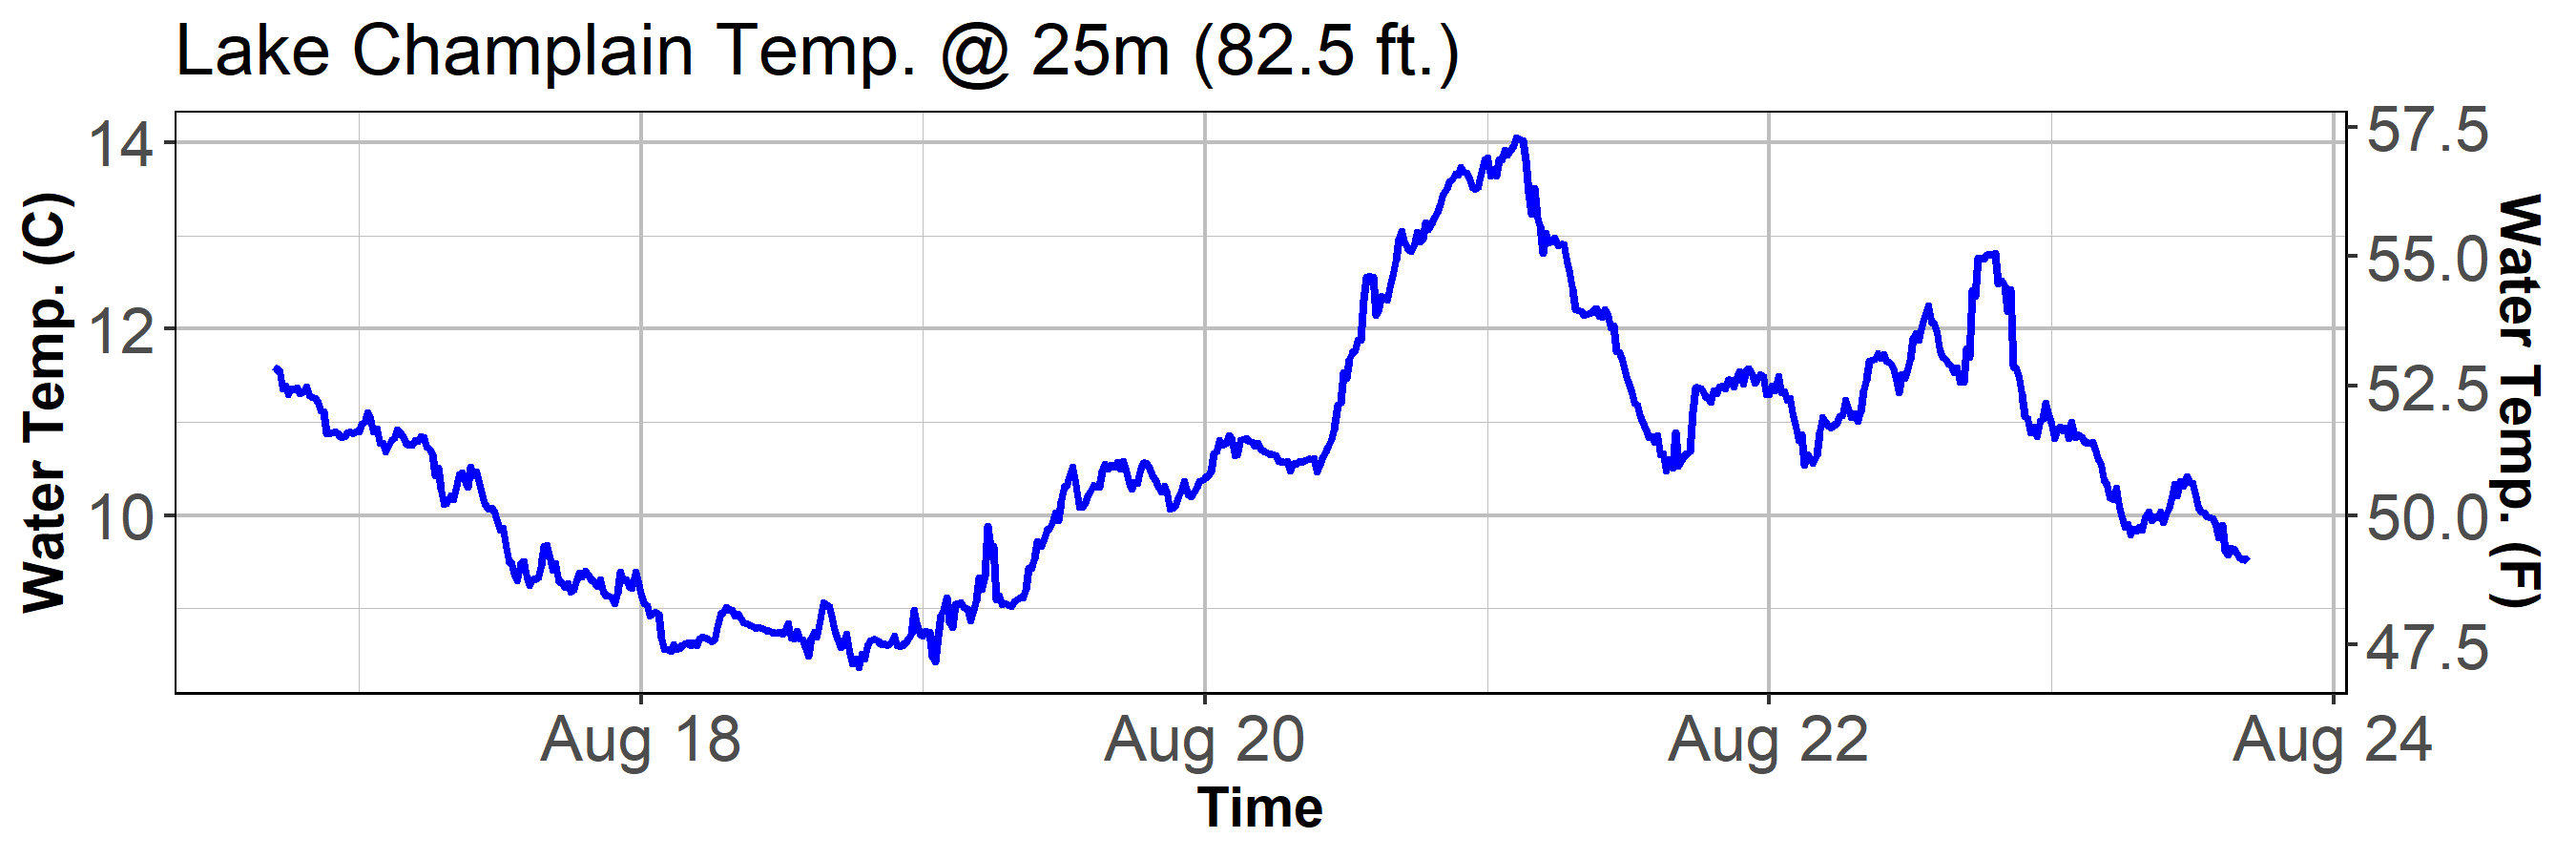 Lake Champlain Temp. @ 25m (82.5 ft.)
Water Temp. (C)
14
12
10
57.5
55.0
52.5
50.0
47.5
Water Temp. (F)
Aug 18 Aug 20 Aug 22 Aug 24
Time